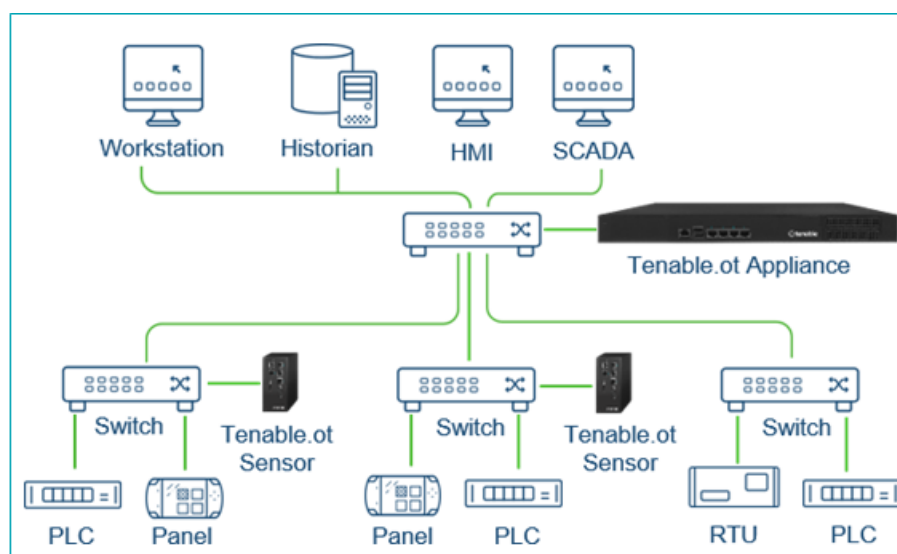 Workstation
Historian
HMI
SCADA
tenable
Tenable.ot Appliance
Switch
Tenable.ot
Sensor
Switch
Tenable.ot
Sensor
Switch
PLC
Panel
Panel
PLC
RTU
PLC